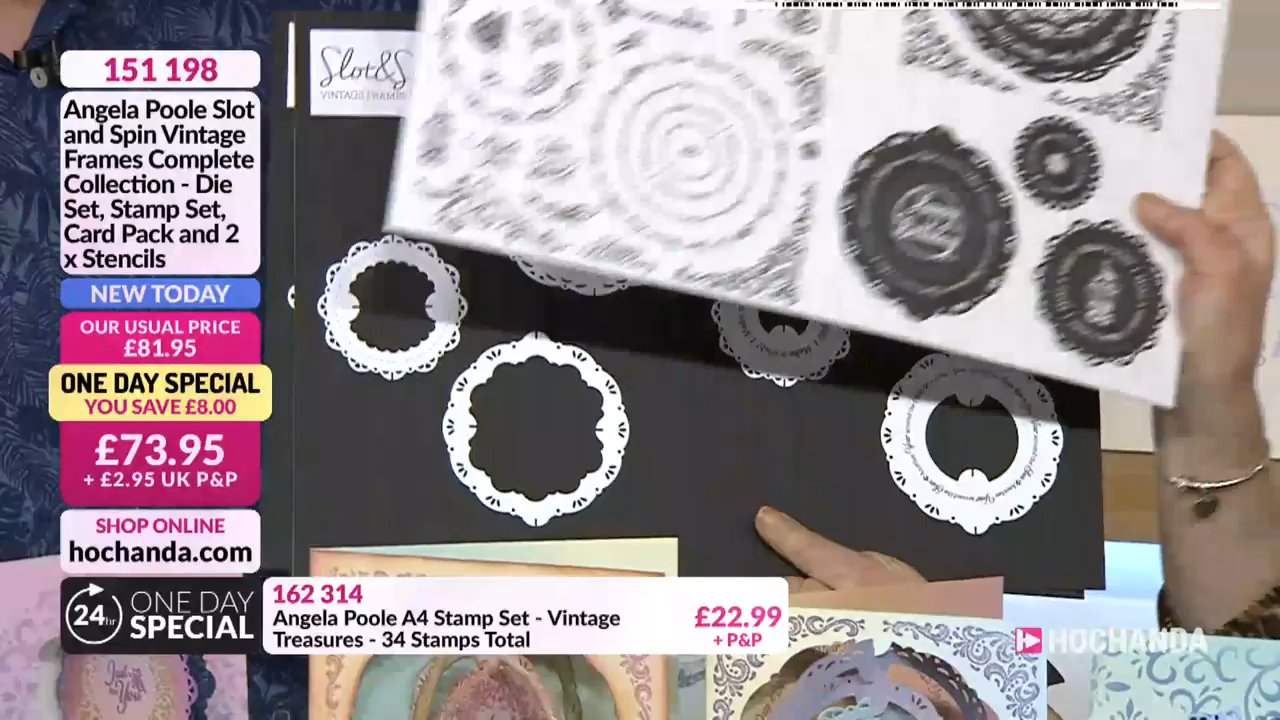 151 198
Angela Poole Slot
and Spin Vintage
Frames Complete
Collection - Die
Set, Stamp Set,
Card Pack and 2
x Stencils
NEW TODAY
OUR USUAL PRICE
£81.95
ONE DAY SPECIAL
YOU SAVE £8.00
£73.95
+ £2.95 UK P&P
SHOP ONLINE
hochanda.com
24hr
ONE DAY
SPECIAL
162 314
Angela Poole A4 Stamp Set - Vintage
Treasures - 34 Stamps Total
£22.99
+ P&P
Slot&S
VINTAGE FRAMES
HOCHANDA